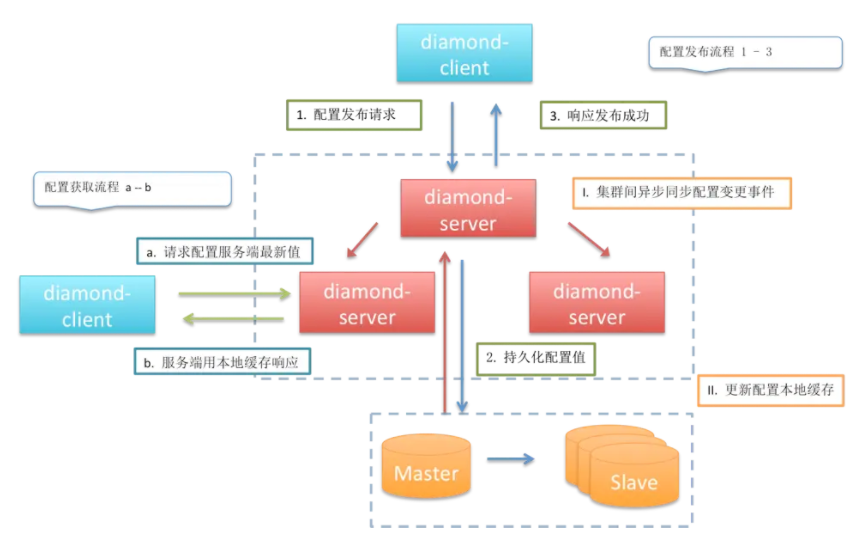 diamond-
client
配置发布流程 1 - 3
1. 配置发布请求
3. 响应发布成功
配置获取流程 a – b
diamond-
server
I. 集群间异步同步配置变更事件
a. 请求配置服务端最新值
diamond-
client
diamond-
server
diamond-
server
b. 服务端用本地缓存响应
2. 持久化配置值
II. 更新配置本地缓存
Master
Slave